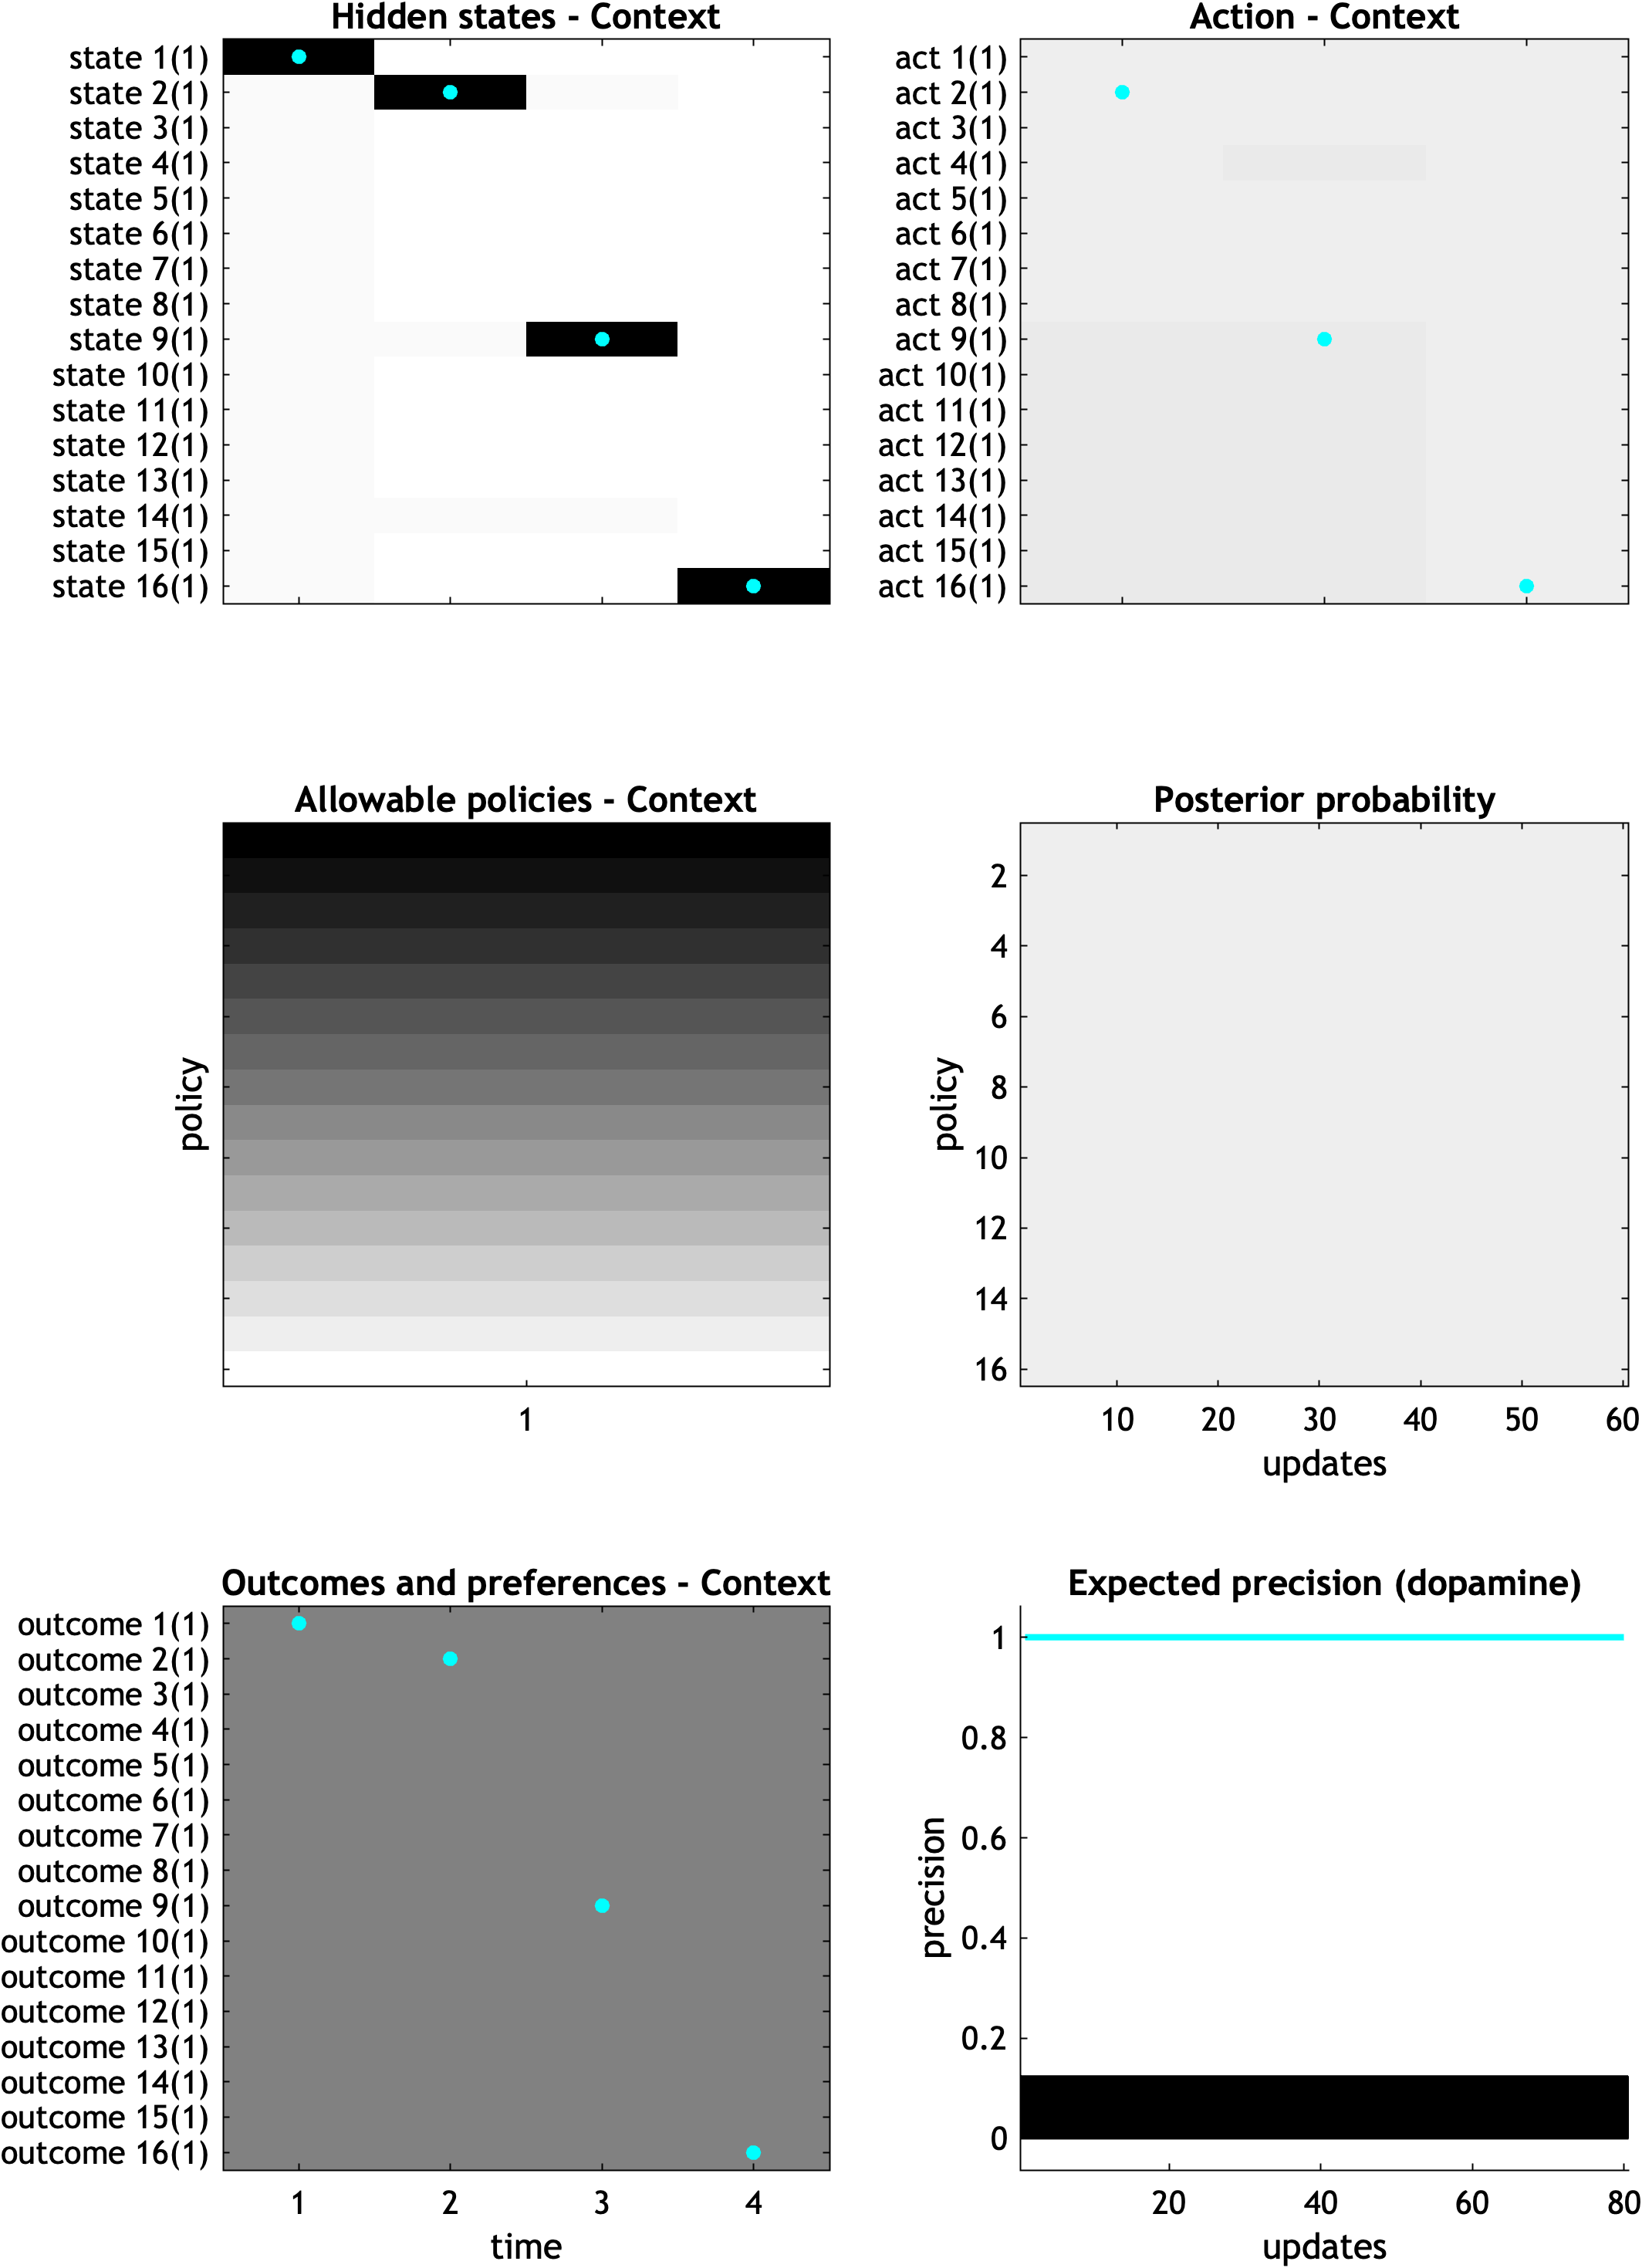 Hidden states - Context
state 1(1)
state 2(1)
state 3(1)
state 4(1)
state 5(1)
state 6(1)
state 7(1)
state 8(1)
state 9(1)
state 10(1)
state 11(1)
state 12(1)
state 13(1)
state 14(1)
state 15(1)
state 16(1)
Action - Context
act 1(1)
act 2(1)
act 3(1)
act 4(1)
act 5(1)
act 6(1)
act 7(1)
act 8(1)
act 9(1)
act 10(1)
act 11(1)
act 12(1)
act 13(1)
act 14(1)
act 15(1)
act 16(1)
Allowable policies - Context
policy
1
Posterior probability
policy
2
4
6
8
10
12
14
16
10 20 30 40 50 60
updates
Outcomes and preferences - Context
outcome 1(1)
outcome 2(1)
outcome 3(1)
outcome 4(1)
outcome 5(1)
outcome 6(1)
outcome 7(1)
outcome 8(1)
outcome 9(1)
outcome 10(1)
outcome 11(1)
outcome 12(1)
outcome 13(1)
outcome 14(1)
outcome 15(1)
outcome 16(1)
1 2 3 4
time
Expected precision (dopamine)
precision
1
0.8
0.6
0.4
0.2
0
20 40 60 80
updates